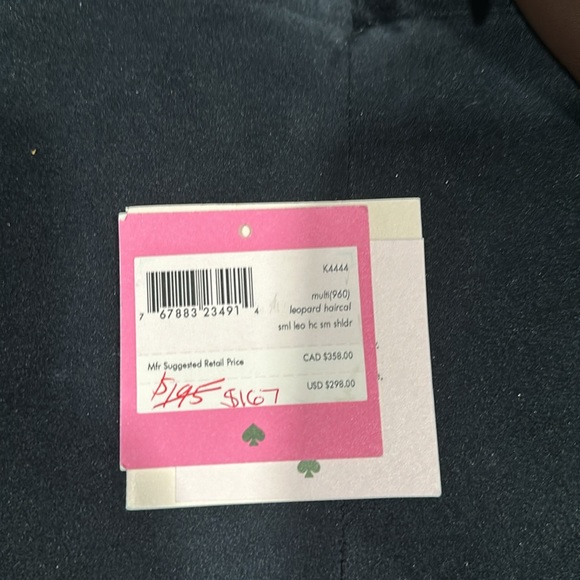 K4444
7 67883 23491 4
multi(960)
leopard haircal
sml leo hc sm shldr
Mfr Suggested Retail Price
CAD $358.00
USD $298.00
$195 $167